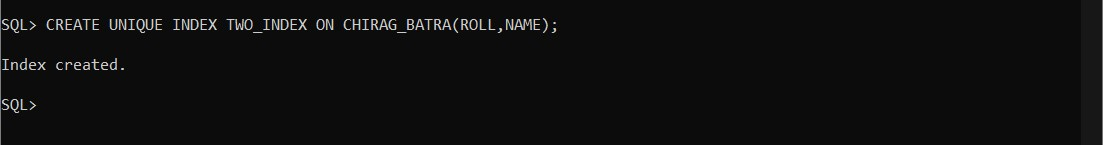 SQL> CREATE UNIQUE INDEX TWO_INDEX ON CHIRAG_BATRA(ROLL,NAME);
Index created.
SQL>